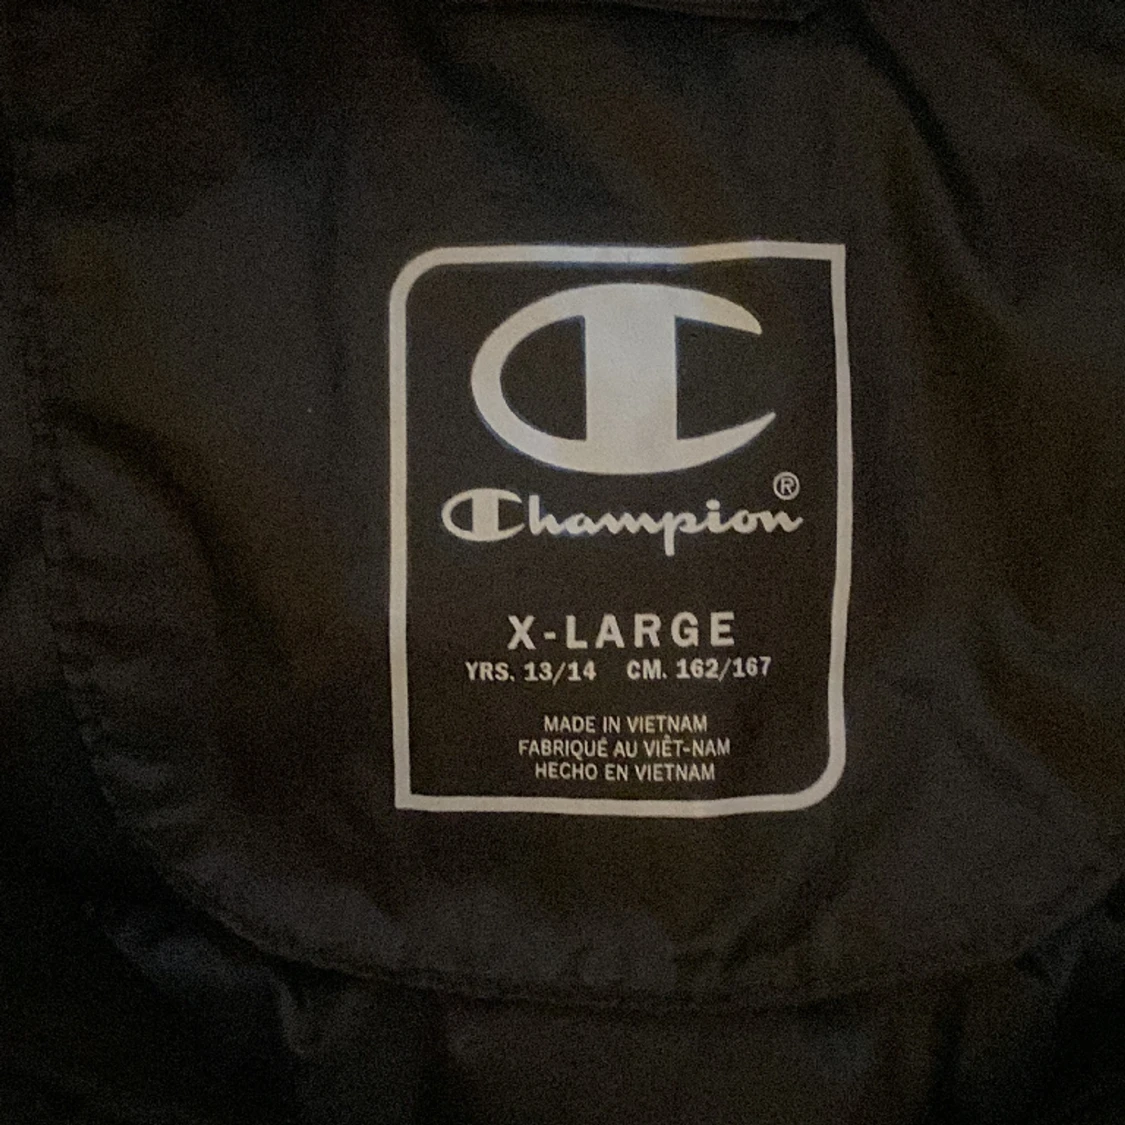 Champion®
X-LARGE
YRS. 13/14 CM. 162/167
MADE IN VIETNAM
FABRIQUÉ AU VIÊT-NAM
HECHO EN VIETNAM